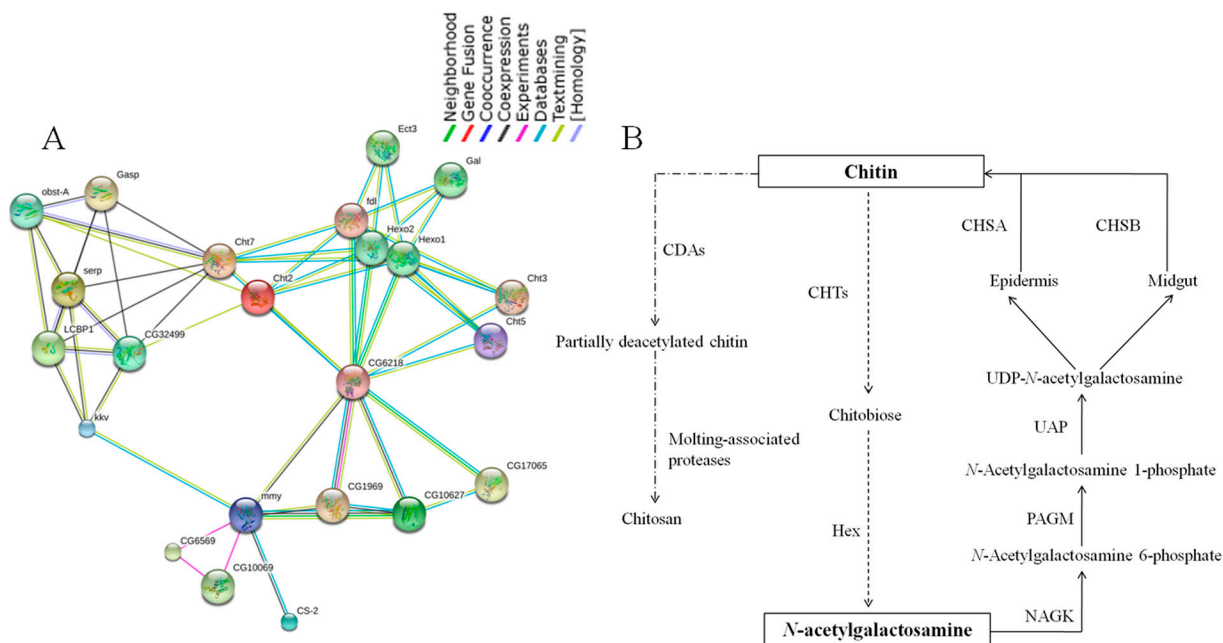 Neighborhood
Gene Fusion
Cooccurrence
Coexpression
Experiments
Databases
Textmining
[Homology]
A
Ect3
Gal
Gasp
obst-A
fdl
Hexo2
Hexo1
Cht7
serp
Cht2
Cht3
LCBP1
CG32499
Cht5
CG6218
kkv
CG17065
mmy
CG1969
CG10627
CG6569
CG10069
CS-2
B
Chitin
CHSA
CHSB
CDAs
CHTs
Epidermis
Midgut
Partially deacetylated chitin
UDP-N-acetylgalactosamine
Chitobiose
UAP
Molting-associated
proteases
N-Acetylgalactosamine 1-phosphate
PAGM
Chitosan
Hex
N-Acetylgalactosamine 6-phosphate
NAGK
N-acetylgalactosamine